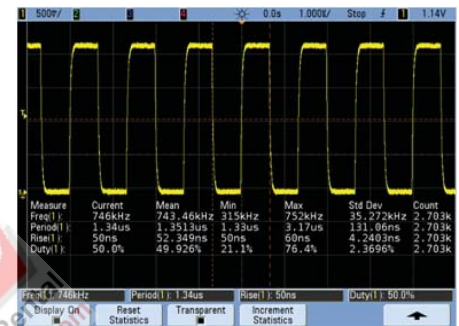 1 500▽/ 2 3 4 0.0s 1.000%/ Stop 1 1.14V
Measure Current Mean Min Max Std Dev Count
Freq(1): 746kHz 743.46kHz 315kHz 752kHz 35.272kHz 2.703k
Period(1): 1.34us 1.3513us 1.33us 3.17us 131.06ns 2.703k
Rise(1): 50ns 52.349ns 50ns 60ns 4.2403ns 2.703k
Duty(1): 50.0% 49.926% 21.1% 76.4% 2.3696% 2.703k
Freq(1): 746kHz Period(1): 1.34us Rise(1): 50ns Duty(1): 50.0%
Display On Reset Statistics Transparent Increment Statistics